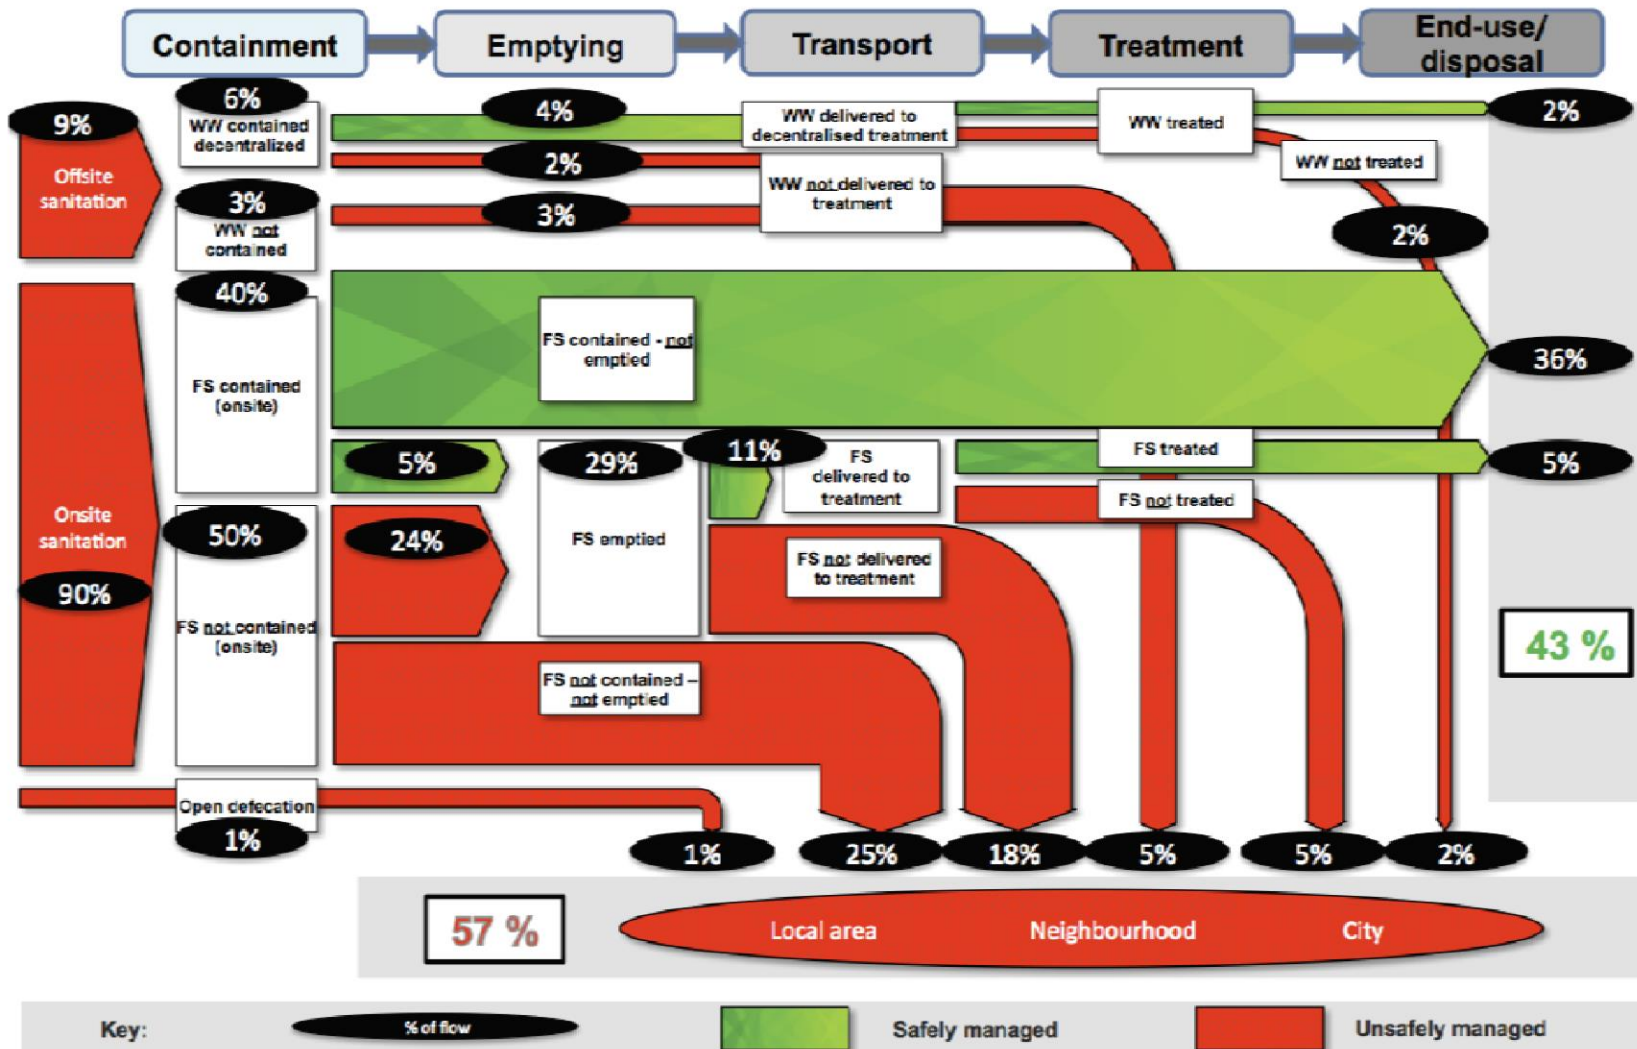 Containment
Emptying
Transport
Treatment
End-use/
disposal
9%
Offsite
sanitation
6%
WW contained
decentralized
4%
WW delivered to
decentralised treatment
WW treated
2%
2%
WW not delivered to
treatment
WW not treated
3%
WW not
contained
3%
2%
40%
FS contained
(onsite)
FS contained - not
emptied
36%
5%
29%
FS emptied
11%
FS
delivered to
treatment
FS treated
5%
FS not treated
Onsite
sanitation
90%
50%
FS not contained
(onsite)
24%
FS not delivered
to treatment
43 %
FS not contained –
not emptied
Open defecation
1%
1%
25%
18%
5%
5%
2%
57 %
Local area
Neighbourhood
City
Key:
% of flow
Safely managed
Unsafely managed